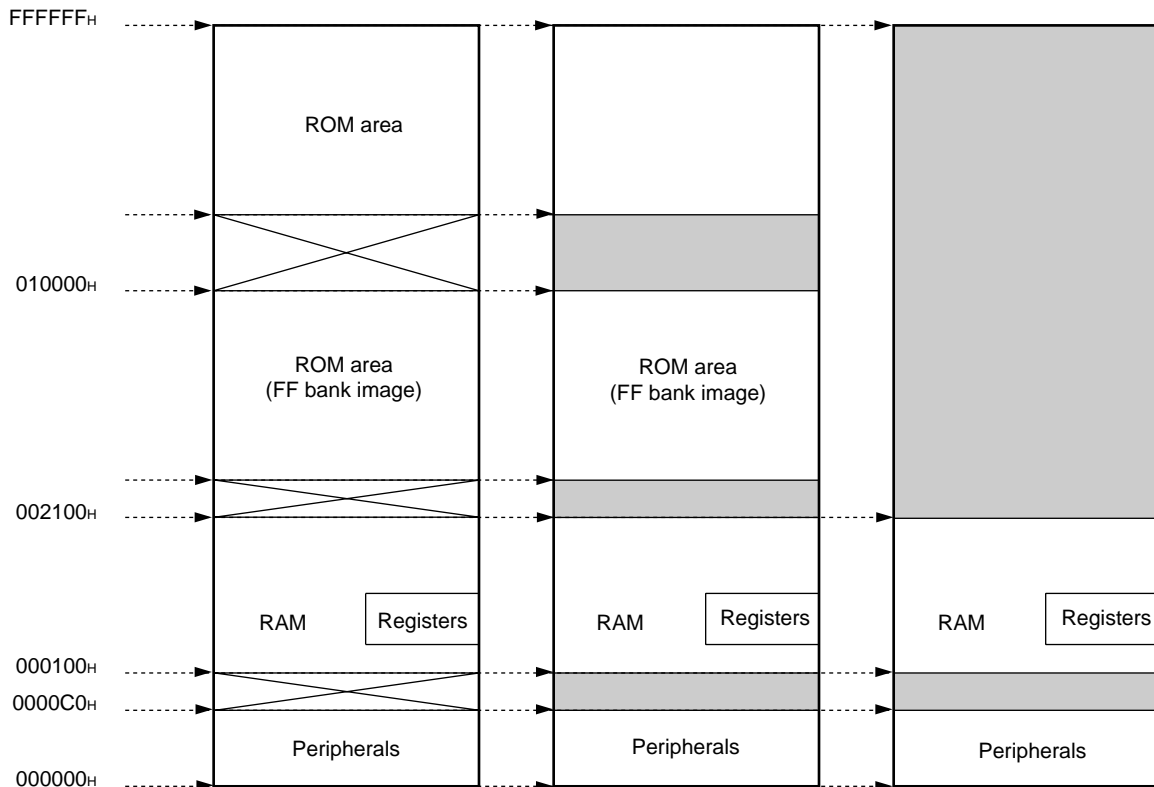 FFFFFFH
ROM area
010000H
ROM area
(FF bank image)
ROM area
(FF bank image)
002100H
RAM
Registers
RAM
Registers
RAM
Registers
000100H
0000C0H
Peripherals
Peripherals
Peripherals
000000H